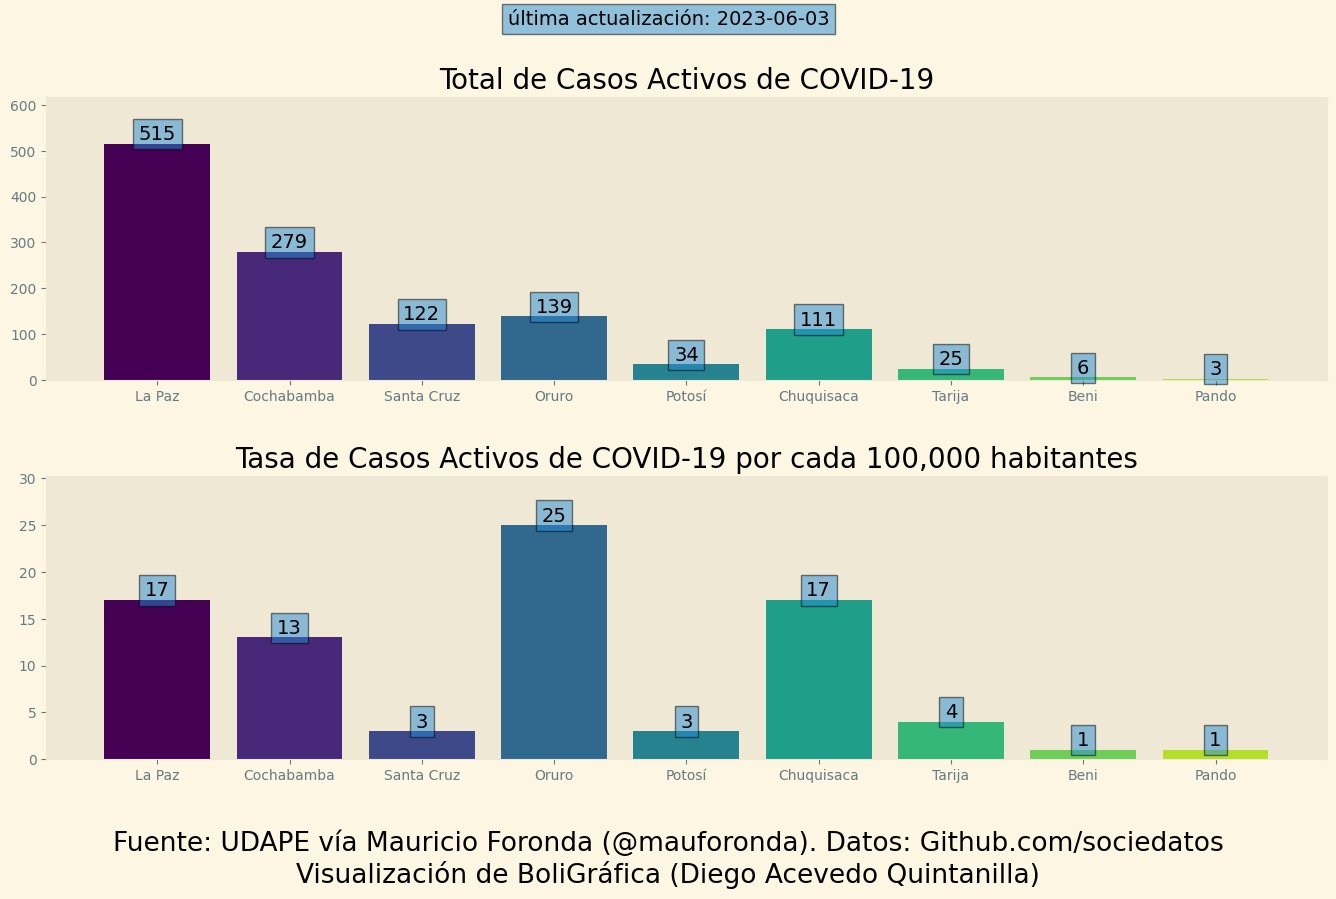 última actualización: 2023-06-03
Total de Casos Activos de COVID-19
600
500
400
300
200
100
0
515
279
122
139
34
111
25
6
3
La Paz
Cochabamba
Santa Cruz
Oruro
Potosí
Chuquisaca
Tarija
Beni
Pando
Tasa de Casos Activos de COVID-19 por cada 100,000 habitantes
30
25
20
15
10
5
0
17
13
3
25
3
17
4
1
1
La Paz
Cochabamba
Santa Cruz
Oruro
Potosí
Chuquisaca
Tarija
Beni
Pando
Fuente: UDAPE vía Mauricio Foronda (@mauforonda). Datos: Github.com/sociedatos
Visualización de BoliGráfica (Diego Acevedo Quintanilla)